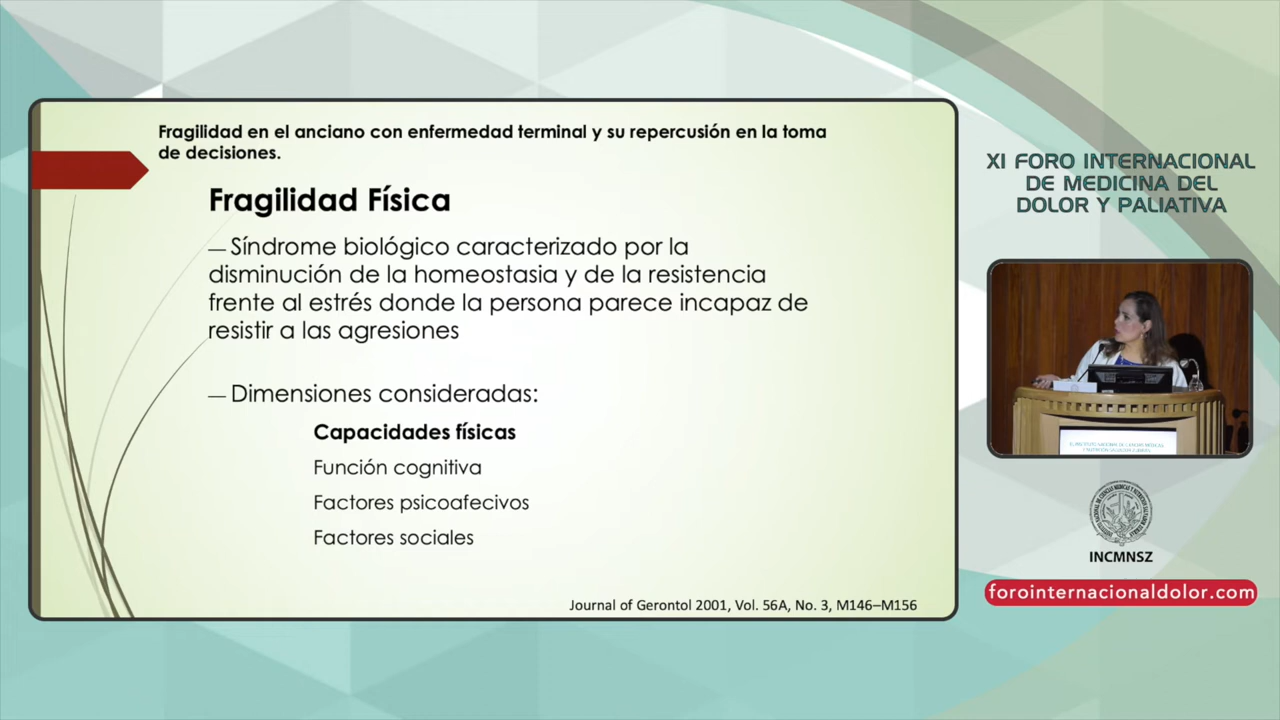 Fragilidad en el anciano con enfermedad terminal y su repercusión en la toma
de decisiones.
Fragilidad Física
— Síndrome biológico caracterizado por la
disminución de la homeostasia y de la resistencia
frente al estrés donde la persona parece incapaz de
resistir a las agresiones
— Dimensiones consideradas:
Capacidades físicas
Función cognitiva
Factores psicoafecivos
Factores sociales
Journal of Gerontol 2001, Vol. 56A, No. 3, M146–M156
XI FORO INTERNACIONAL
DE MEDICINA DEL
DOLOR Y PALIATIVA
INCMNSZ
forointernacionaldolor.com